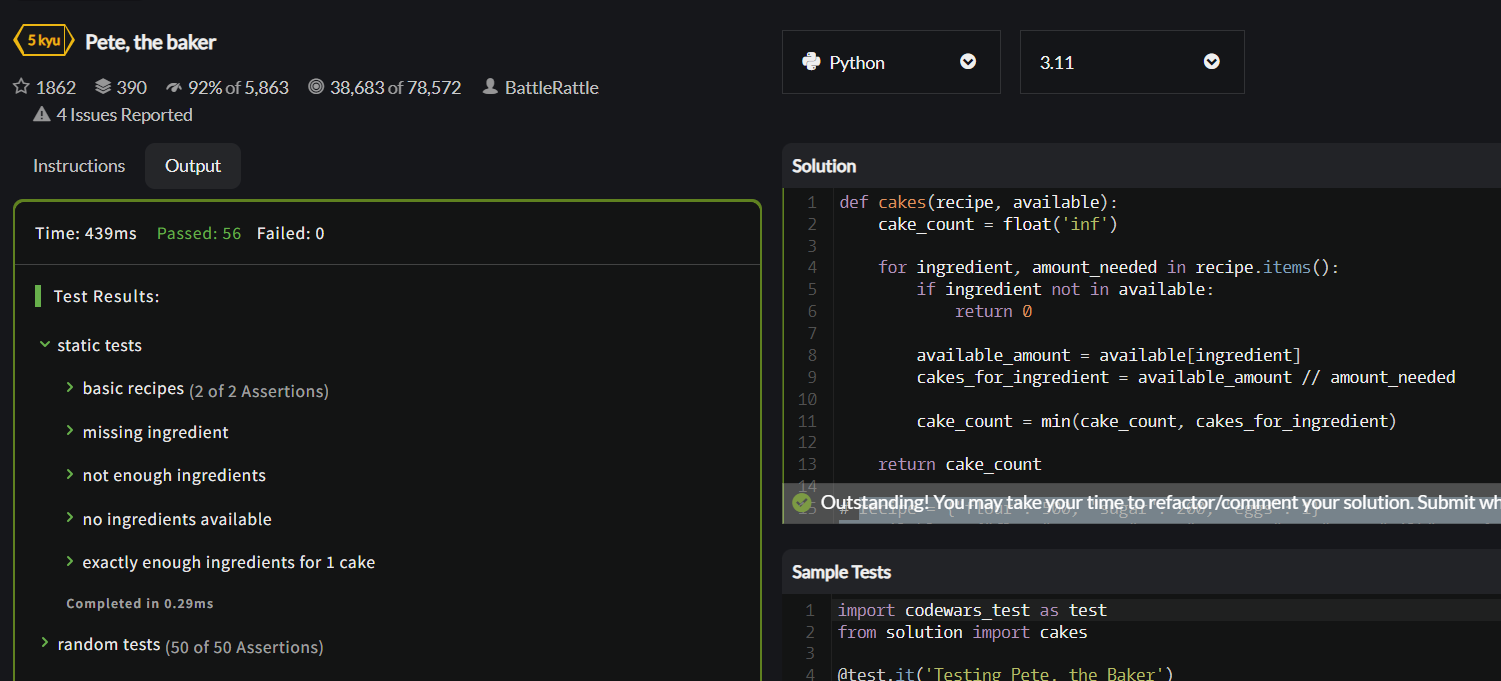 5 kyu Pete, the baker
1862 390 92% of 5,863 38,683 of 78,572 BattleRattle
4 Issues Reported
Instructions Output
Time: 439ms Passed: 56 Failed: 0
Test Results:
static tests
basic recipes (2 of 2 Assertions)
missing ingredient
not enough ingredients
no ingredients available
exactly enough ingredients for 1 cake
Completed in 0.29ms
random tests (50 of 50 Assertions)
Python 3.11
Solution
1 def cakes(recipe, available):
2     cake_count = float('inf')
3
4     for ingredient, amount_needed in recipe.items():
5         if ingredient not in available:
6             return 0
7
8         available_amount = available[ingredient]
9         cakes_for_ingredient = available_amount // amount_needed
10
11         cake_count = min(cake_count, cakes_for_ingredient)
12
13     return cake_count
14
Outstanding! You may take your time to refactor/comment your solution. Submit wh
15 # recipe = {"flour": 500, "sugar": 200, "eggs": 1}
Sample Tests
1 import codewars_test as test
2 from solution import cakes
3
4 @test.it('Testing Pete, the Baker')